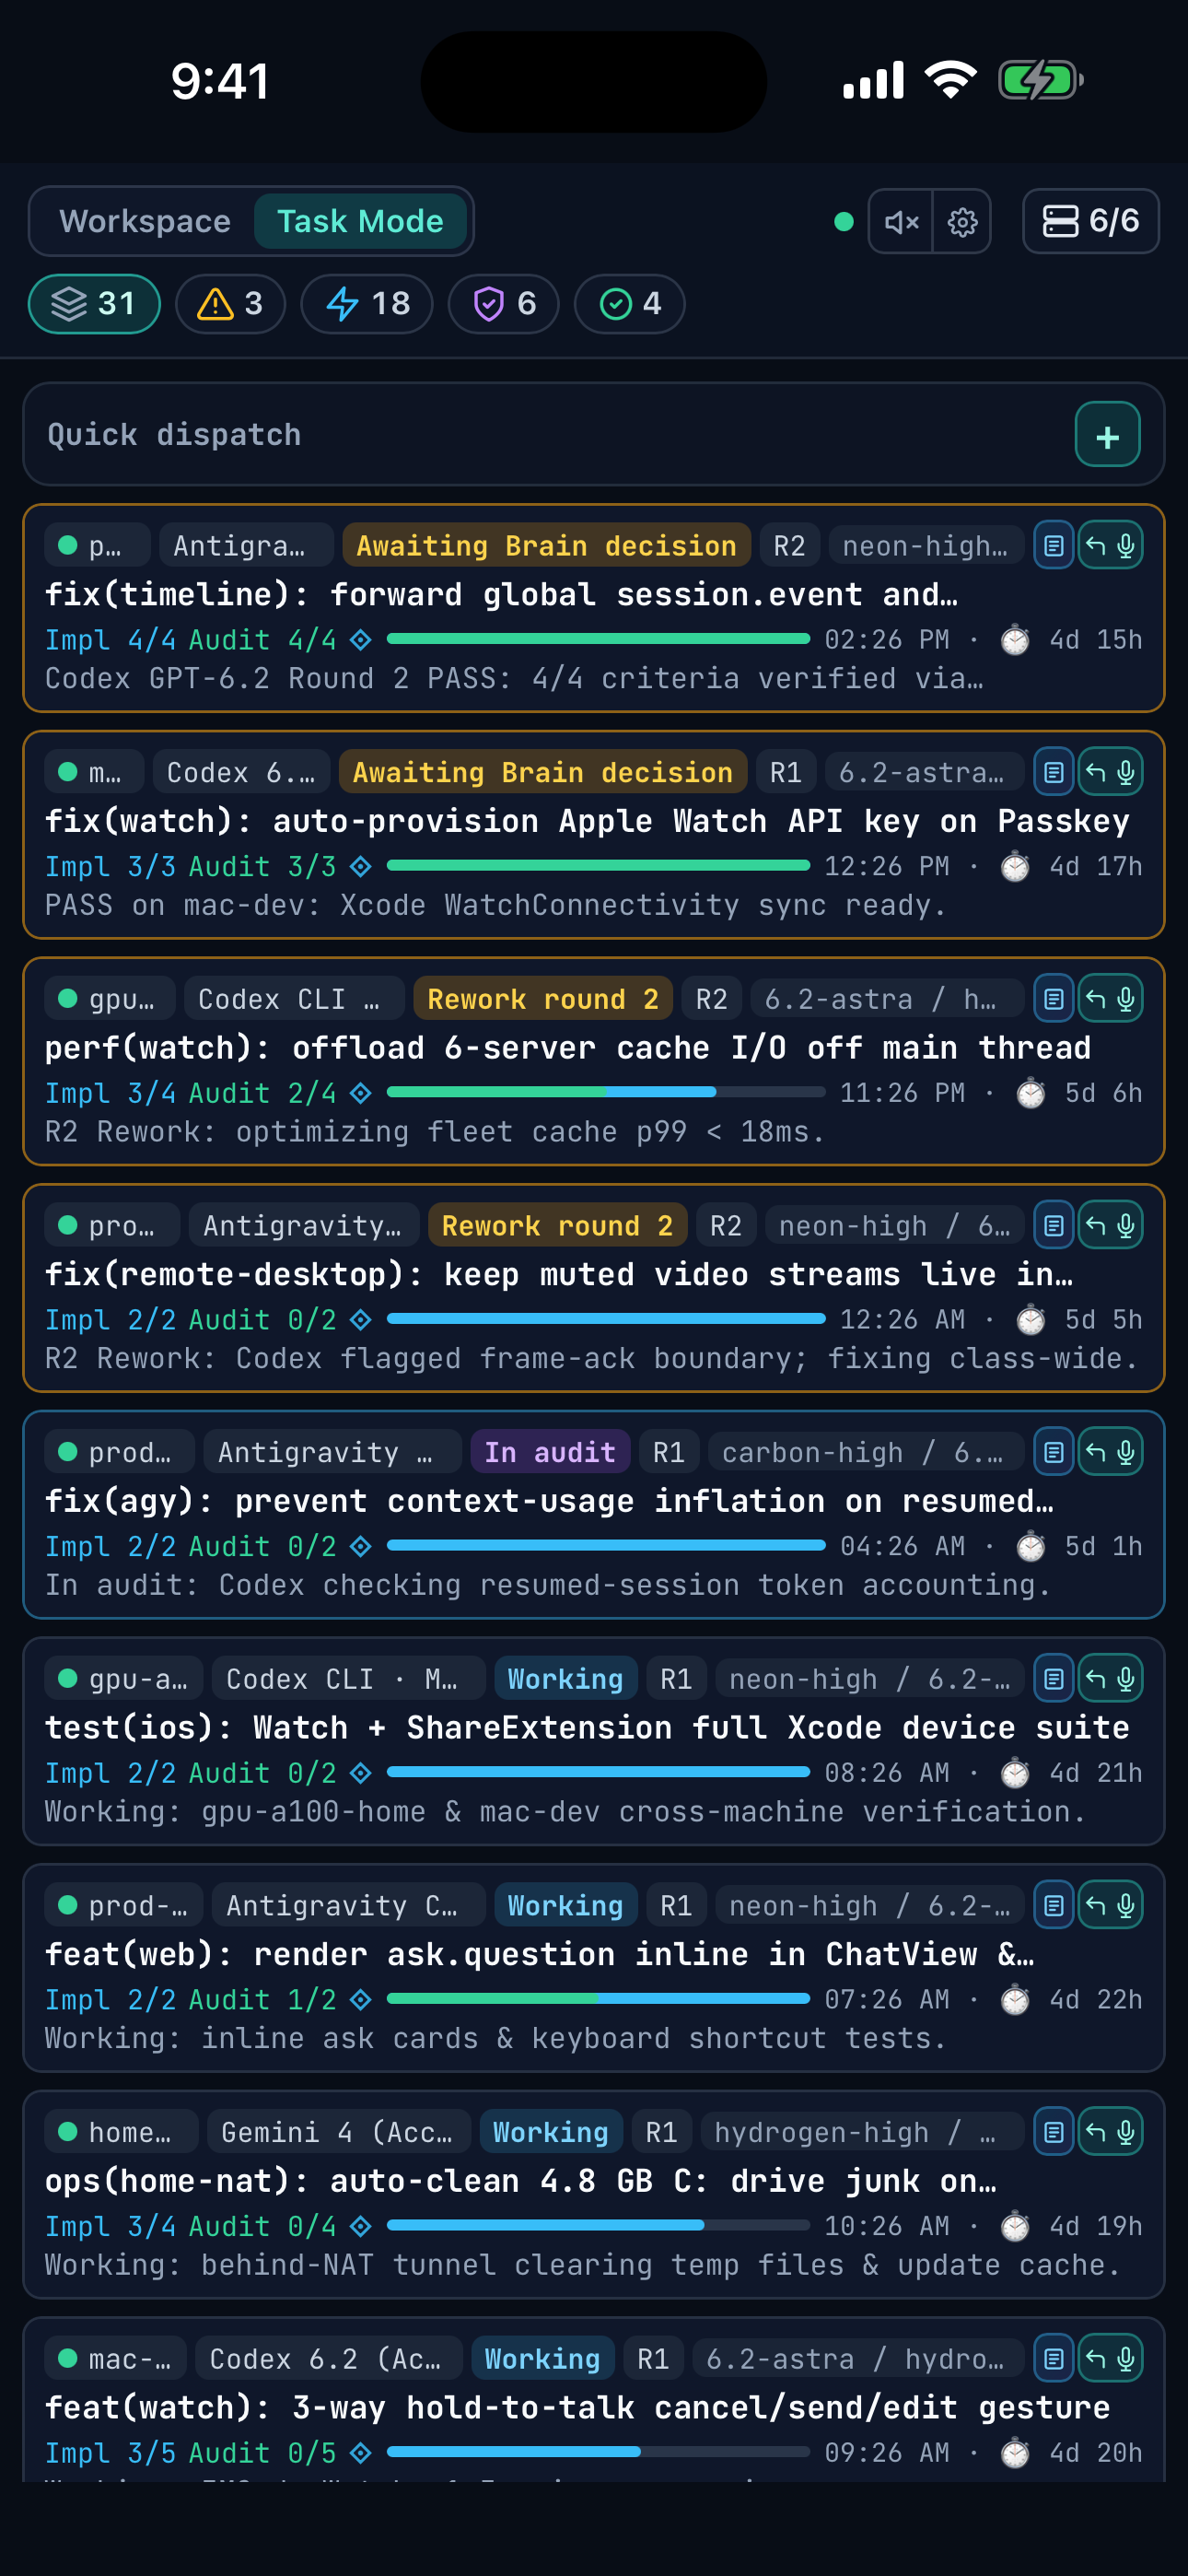 9:41
Workspace Task Mode 6/6
31 3 18 6 4
Quick dispatch +
p… Antigra… Awaiting Brain decision R2 neon-high…
fix(timeline): forward global session.event and…
Impl 4/4 Audit 4/4 02:26 PM · ⏱️ 4d 15h
Codex GPT-6.2 Round 2 PASS: 4/4 criteria verified via…
m… Codex 6.… Awaiting Brain decision R1 6.2-astra…
fix(watch): auto-provision Apple Watch API key on Passkey
Impl 3/3 Audit 3/3 12:26 PM · ⏱️ 4d 17h
PASS on mac-dev: Xcode WatchConnectivity sync ready.
gpu… Codex CLI … Rework round 2 R2 6.2-astra / h…
perf(watch): offload 6-server cache I/O off main thread
Impl 3/4 Audit 2/4 11:26 PM · ⏱️ 5d 6h
R2 Rework: optimizing fleet cache p99 < 18ms.
pro… Antigravity… Rework round 2 R2 neon-high / 6…
fix(remote-desktop): keep muted video streams live in…
Impl 2/2 Audit 0/2 12:26 AM · ⏱️ 5d 5h
R2 Rework: Codex flagged frame-ack boundary; fixing class-wide.
prod… Antigravity … In audit R1 carbon-high / 6.…
fix(agy): prevent context-usage inflation on resumed…
Impl 2/2 Audit 0/2 04:26 AM · ⏱️ 5d 1h
In audit: Codex checking resumed-session token accounting.
gpu-a… Codex CLI · M… Working R1 neon-high / 6.2-…
test(ios): Watch + ShareExtension full Xcode device suite
Impl 2/2 Audit 0/2 08:26 AM · ⏱️ 4d 21h
Working: gpu-a100-home & mac-dev cross-machine verification.
prod-… Antigravity C… Working R1 neon-high / 6.2-…
feat(web): render ask.question inline in ChatView &…
Impl 2/2 Audit 1/2 07:26 AM · ⏱️ 4d 22h
Working: inline ask cards & keyboard shortcut tests.
home… Gemini 4 (Acc… Working R1 hydrogen-high / …
ops(home-nat): auto-clean 4.8 GB C: drive junk on…
Impl 3/4 Audit 0/4 10:26 AM · ⏱️ 4d 19h
Working: behind-NAT tunnel clearing temp files & update cache.
mac-… Codex 6.2 (Ac… Working R1 6.2-astra / hydro…
feat(watch): 3-way hold-to-talk cancel/send/edit gesture
Impl 3/5 Audit 0/5 09:26 AM · ⏱️ 4d 20h